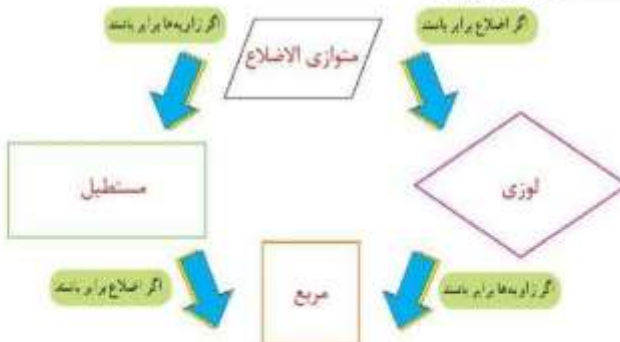 اگر اضلاع برابر باشند
اگر زاویه‌ها برابر باشند
متوازی الاضلاع
لوزی
مستطیل
اگر زاویه‌ها برابر باشند
اگر اضلاع برابر باشند
مربع